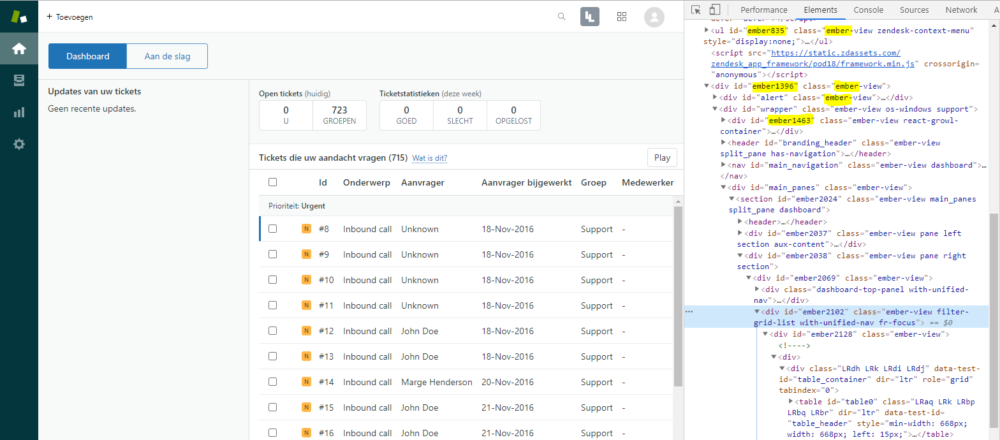 + Toevoegen
Dashboard
Aan de slag
Updates van uw tickets
Geen recente updates.
Open tickets (huidig)
0
U
723
GROEPEN
Ticketstatistieken (deze week)
0
GOED
0
SLECHT
0
OPGELOST
Tickets die uw aandacht vragen (715) Wat is dit?
Play
Id Onderwerp Aanvrager Aanvrager bijgewerkt Groep Medewerker
Prioriteit: Urgent
N #8 Inbound call Unknown 18-Nov-2016 Support -
N #9 Inbound call Unknown 18-Nov-2016 Support -
N #10 Inbound call Unknown 18-Nov-2016 Support -
N #11 Inbound call Unknown 18-Nov-2016 Support -
N #12 Inbound call John Doe 18-Nov-2016 Support -
N #13 Inbound call John Doe 18-Nov-2016 Support -
N #14 Inbound call Marge Henderson 20-Nov-2016 Support -
N #15 Inbound call John Doe 21-Nov-2016 Support -
N #16 Inbound call John Doe 21-Nov-2016 Support -
Performance Elements Console Sources Network A
<ul id="ember835" class="ember-view zendesk-context-menu"
style="display:none;">…</ul>
<script src="https://static.zdassets.com/
zendesk_app_framework/pod18/framework.min.js" crossorigin=
"anonymous"></script>
<div id="ember1396" class="ember-view">
<div id="alert" class="ember-view">…</div>
<div id="wrapper" class="ember-view os-windows support">
<div id="ember1463" class="ember-view react-growl-
container">…</div>
<header id="branding_header" class="ember-view
split_pane has-navigation">…</header>
<nav id="main_navigation" class="ember-view dashboard">…
</nav>
<div id="main_panes" class="ember-view">
<section id="ember2024" class="ember-view main_panes
split_pane dashboard">
<header>…</header>
<div id="ember2037" class="ember-view pane left
section aux-content">…</div>
<div id="ember2038" class="ember-view pane right
section">
<div id="ember2069" class="ember-view">
<div class="dashboard-top-panel with-unified-
nav">…</div>
<div id="ember2102" class="ember-view filter-
grid-list with-unified-nav fr-focus"> == $0
<div id="ember2128" class="ember-view">
<!---->
<div>
<div class="LRdh LRk LRdi LRdj" data-test-
id="table_container" dir="ltr" role="grid"
tabindex="0">
<table id="table0" class="LRaq LRk LRbp
LRbq LRbr" dir="ltr" data-test-id=
"table_header" style="min-width: 668px;
width: 668px; left: 15px;">…</table>